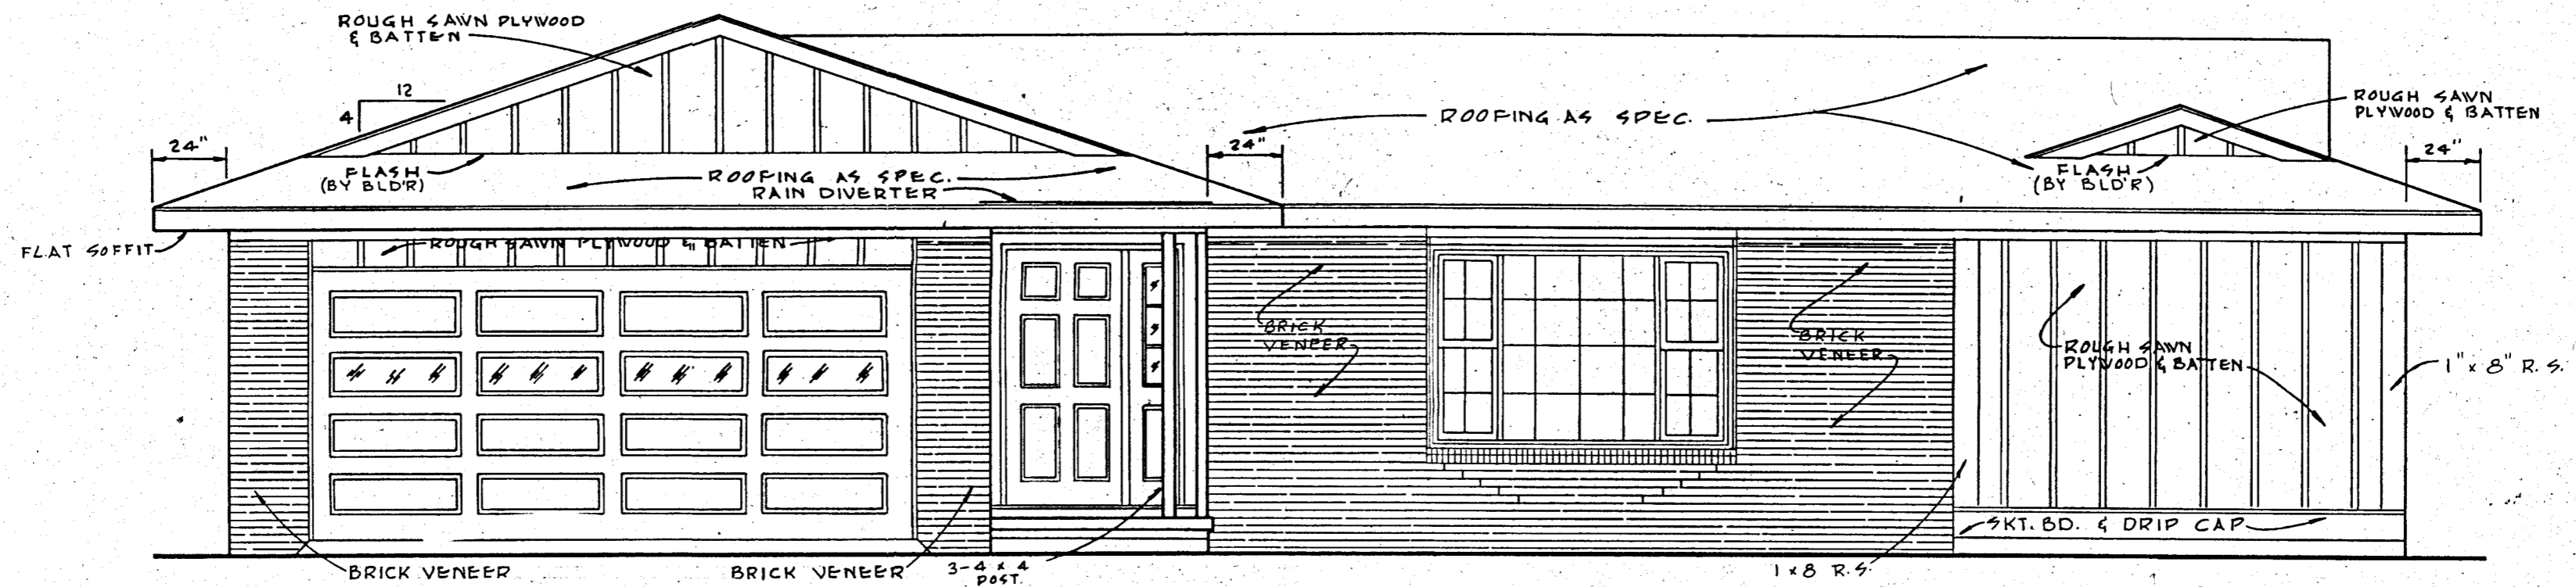 ROUGH SAWN PLYWOOD
& BATTEN
12
4
24"
FLASH
(BY BLD'R)
ROOFING AS SPEC.
RAIN DIVERTER
24"
ROOFING AS SPEC.
ROUGH SAWN
PLYWOOD & BATTEN
24"
FLASH
(BY BLD'R)
FLAT SOFFIT
ROUGH SAWN PLYWOOD & BATTEN
BRICK
VENEER
BRICK
VENEER
ROUGH SAWN
PLYWOOD & BATTEN
1" x 8" R.S.
SKT. BD. & DRIP CAP
BRICK VENEER
BRICK VENEER
3-4 x 4
POST.
1 x 8 R.S.